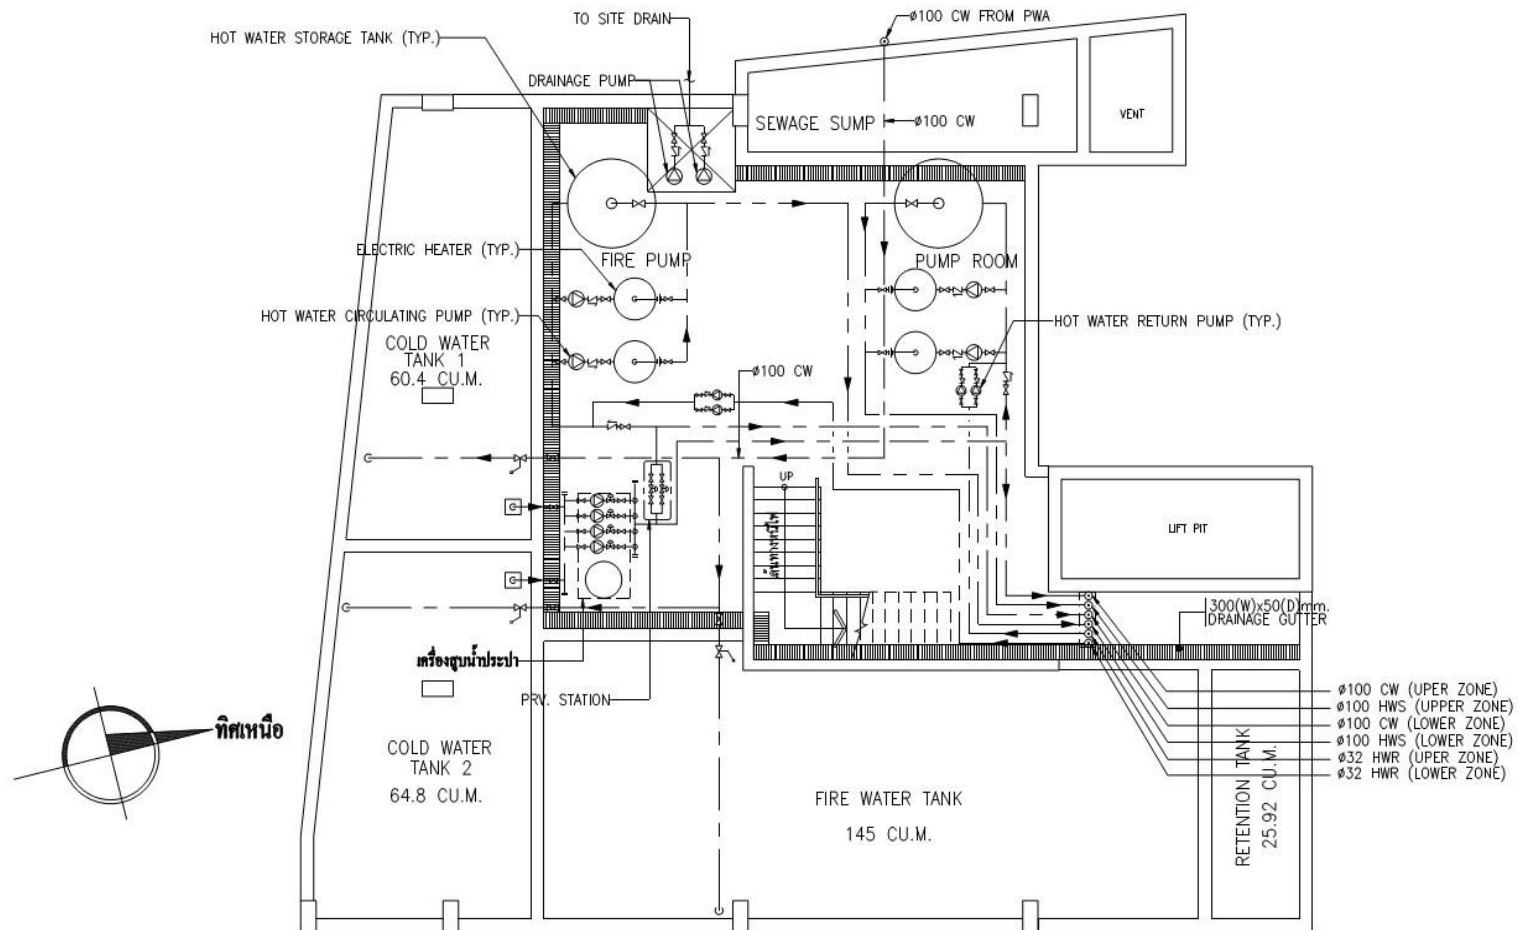 TO SITE DRAIN
ø100 CW FROM PWA
HOT WATER STORAGE TANK (TYP.)
DRAINAGE PUMP
SEWAGE SUMP
ø100 CW
VENT
ELECTRIC HEATER (TYP.)
FIRE PUMP
PUMP ROOM
HOT WATER CIRCULATING PUMP (TYP.)
HOT WATER RETURN PUMP (TYP.)
COLD WATER
TANK 1
60.4 CU.M.
ø100 CW
UP
LIFT PIT
300(W)x50(D)mm.
DRAINAGE GUTTER
เครื่องสูบน้ำประปา
PRV. STATION
ø100 CW (UPER ZONE)
ø100 HWS (UPPER ZONE)
ø100 CW (LOWER ZONE)
ø100 HWS (LOWER ZONE)
ø32 HWR (UPER ZONE)
ø32 HWR (LOWER ZONE)
ทิศเหนือ
COLD WATER
TANK 2
64.8 CU.M.
FIRE WATER TANK
145 CU.M.
RETENTION TANK
25.92 CU.M.